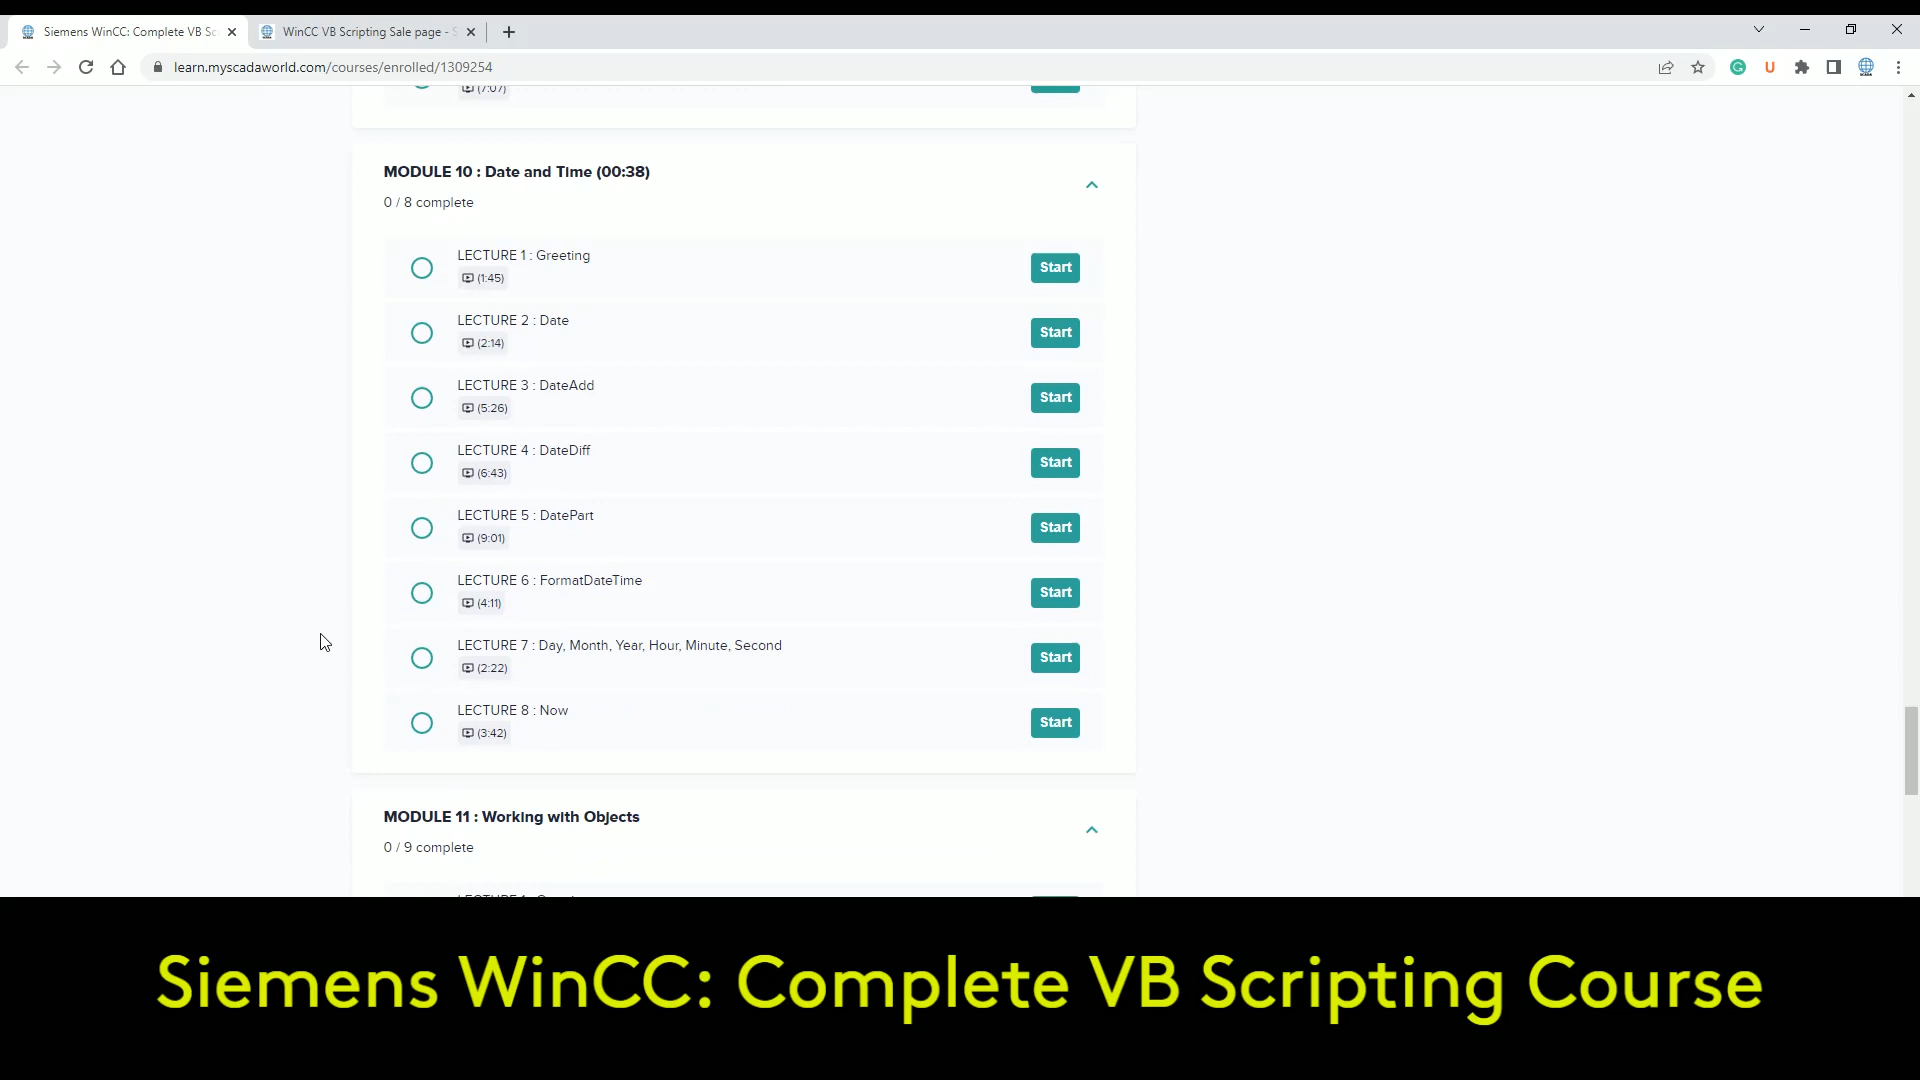 Siemens WinCC: Complete VB Sc
WinCC VB Scripting Sale page - S
learn.myscadaworld.com/courses/enrolled/1309254
(7:07)
MODULE 10 : Date and Time (00:38)
0 / 8 complete
LECTURE 1 : Greeting
(1:45)
Start
LECTURE 2 : Date
(2:14)
Start
LECTURE 3 : DateAdd
(5:26)
Start
LECTURE 4 : DateDiff
(6:43)
Start
LECTURE 5 : DatePart
(9:01)
Start
LECTURE 6 : FormatDateTime
(4:11)
Start
LECTURE 7 : Day, Month, Year, Hour, Minute, Second
(2:22)
Start
LECTURE 8 : Now
(3:42)
Start
MODULE 11 : Working with Objects
0 / 9 complete
Siemens WinCC: Complete VB Scripting Course